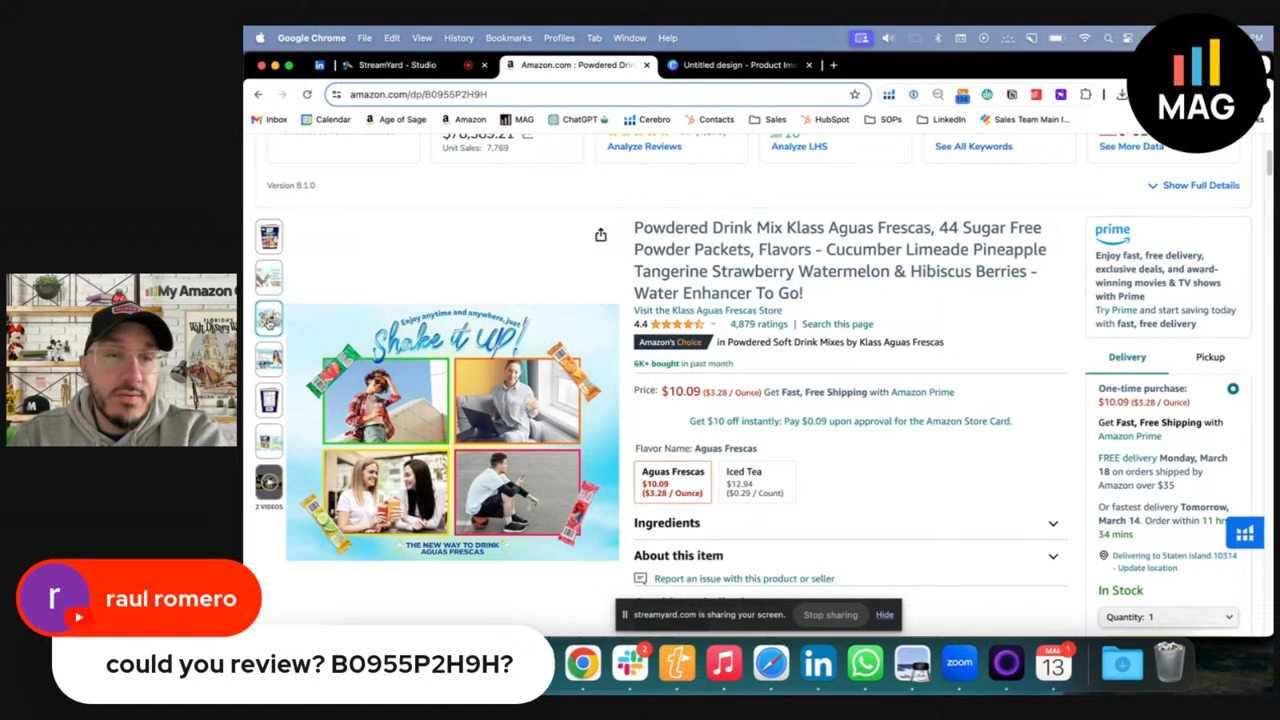 Google Chrome File Edit View History Bookmarks Profiles Tab Window Help
StreamYard - Studio
Amazon.com : Powdered Drin
Untitled design - Product Im
amazon.com/dp/B0955P2H9H
Inbox
Calendar
Age of Sage
Amazon
MAG
ChatGPT
Cerebro
Contacts
Sales
HubSpot
SOPs
LinkedIn
Sales Team Main I...
MAG
$78,389.21
Unit Sales: 7,769
Analyze Reviews
Analyze LHS
See All Keywords
See More Data
Version 8.1.0
Show Full Details
2 VIDEOS
Enjoy anytime and anywhere, just
Shake it UP!
THE NEW WAY TO DRINK
AGUAS FRESCAS
Powdered Drink Mix Klass Aguas Frescas, 44 Sugar Free
Powder Packets, Flavors - Cucumber Limeade Pineapple
Tangerine Strawberry Watermelon & Hibiscus Berries -
Water Enhancer To Go!
Visit the Klass Aguas Frescas Store
4.4
4,879 ratings | Search this page
Amazon's Choice in Powdered Soft Drink Mixes by Klass Aguas Frescas
6K+ bought in past month
Price: $10.09 ($3.28 / Ounce) Get Fast, Free Shipping with Amazon Prime
Get $10 off instantly: Pay $0.09 upon approval for the Amazon Store Card.
Flavor Name: Aguas Frescas
Aguas Frescas
$10.09
($3.28 / Ounce)
Iced Tea
$12.94
($0.29 / Count)
Ingredients
About this item
Report an issue with this product or seller
prime
Enjoy fast, free delivery,
exclusive deals, and award-
winning movies & TV shows
with Prime
Try Prime and start saving today
with fast, free delivery
Delivery
Pickup
One-time purchase:
$10.09 ($3.28 / Ounce)
Get Fast, Free Shipping with
Amazon Prime
FREE delivery Monday, March
18 on orders shipped by
Amazon over $35
Or fastest delivery Tomorrow,
March 14. Order within 11 hrs
34 mins
Delivering to Staten Island 10314
- Update location
In Stock
Quantity: 1
streamyard.com is sharing your screen.
Stop sharing
Hide
zoom
13
My Amazon
r
raul romero
could you review? B0955P2H9H?